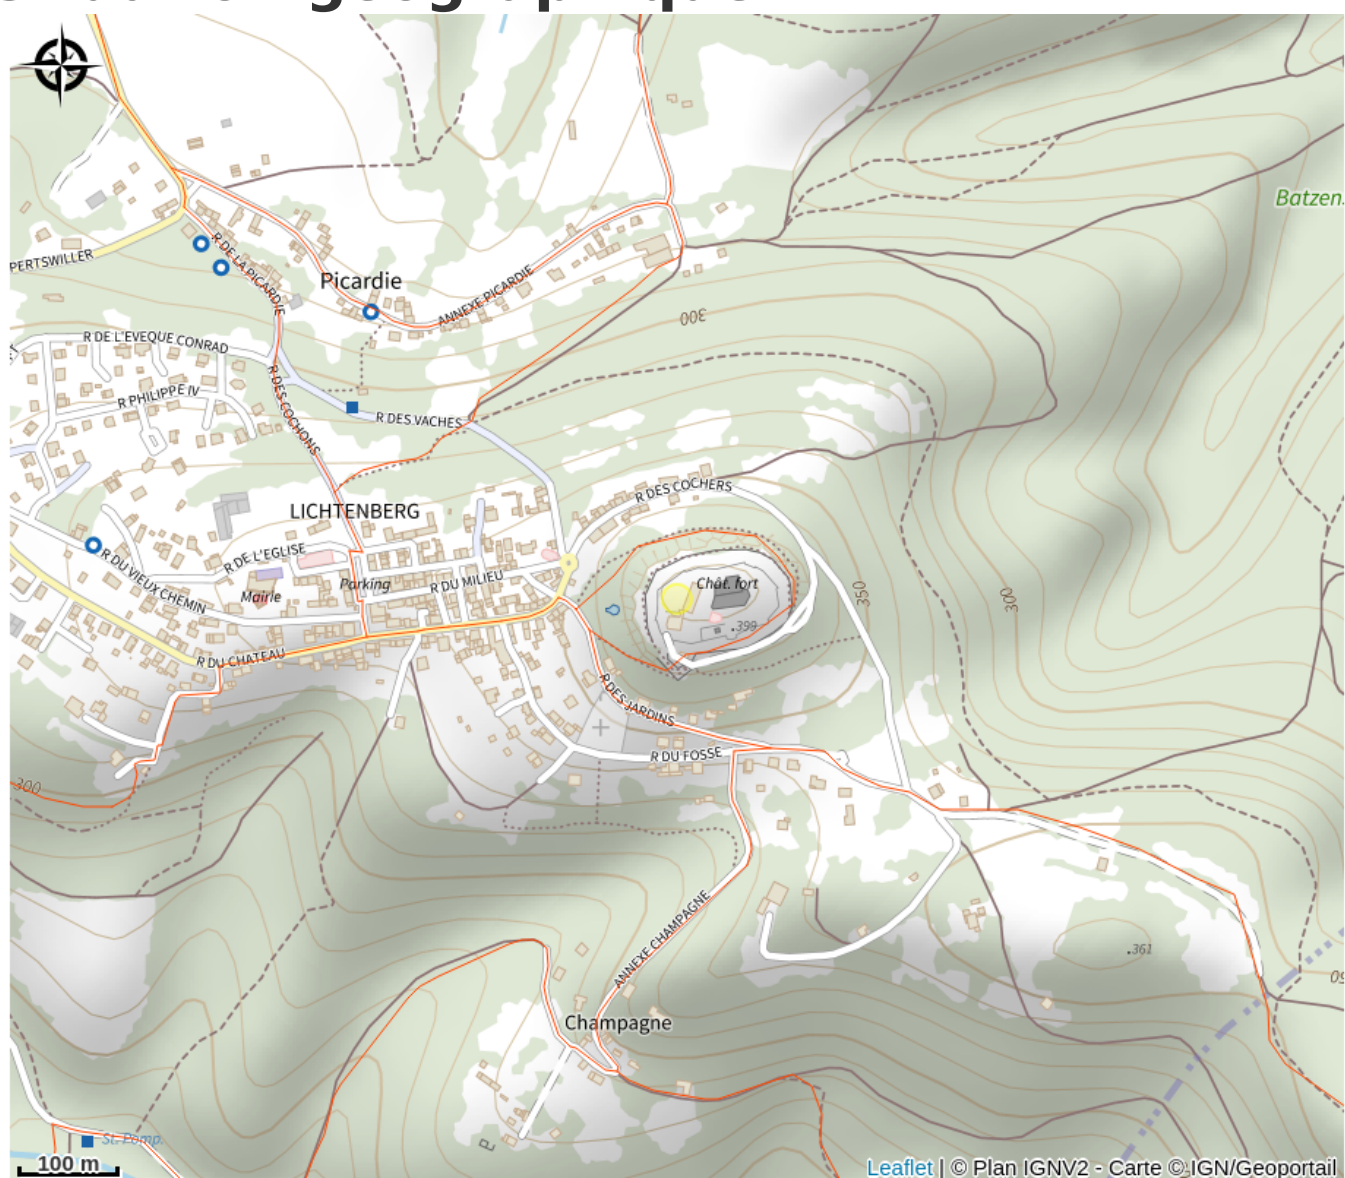 Batzen
PERTSWILLER
R DE LA PICARDIE
Picardie
ANNEXE PICARDIE
300
R DE L'EVEQUE CONRAD
R PHILIPPE IV
R DES COCHONS
R DES VACHES
R DES COCHERS
LICHTENBERG
R DU VIEUX CHEMIN
R DE L'EGLISE
Parking
R DU MILIEU
Mairie
Chât. fort
.399
350
300
R DU CHATEAU
R DES JARDINS
R DU FOSSE
300
ANNEXE CHAMPAGNE
.361
Champagne
St. Pomp.
100 m
Leaflet | © Plan IGNV2 - Carte © IGN/Geoportail